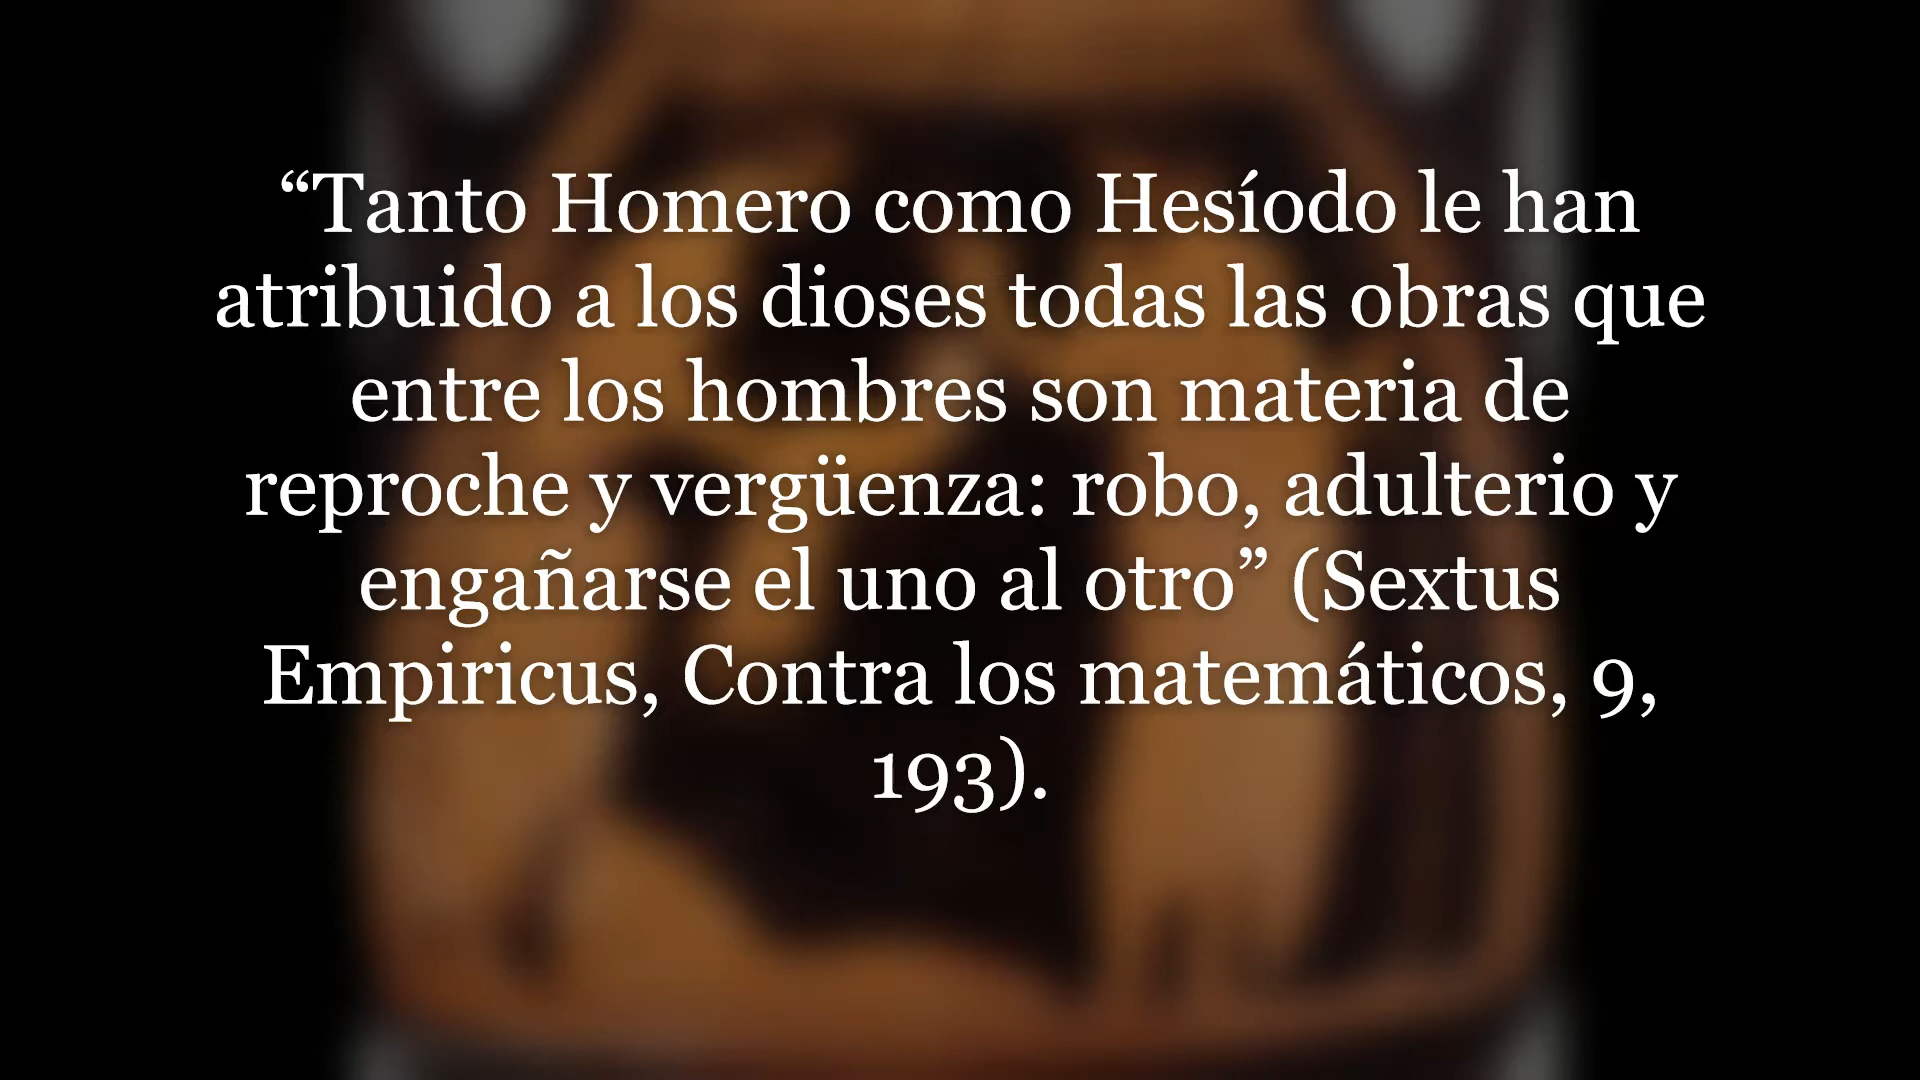 “Tanto Homero como Hesíodo le han
atribuido a los dioses todas las obras que
entre los hombres son materia de
reproche y vergüenza: robo, adulterio y
engañarse el uno al otro” (Sextus
Empiricus, Contra los matemáticos, 9,
193).